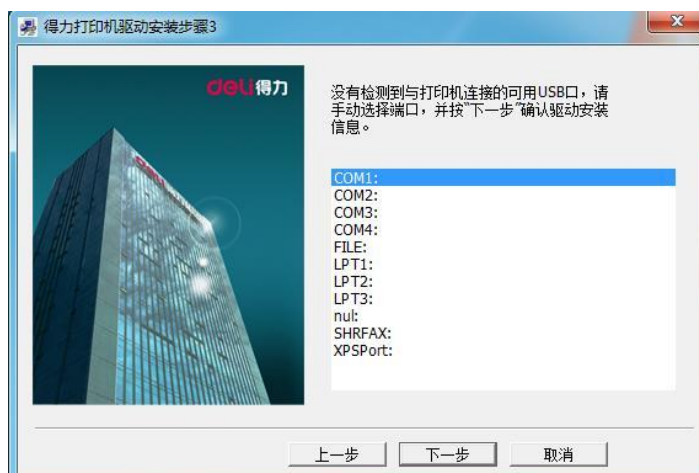 得力打印机驱动安装步骤3
deli得力
没有检测到与打印机连接的可用USB口，请
手动选择端口，并按"下一步"确认驱动安装
信息。
COM1:
COM2:
COM3:
COM4:
FILE:
LPT1:
LPT2:
LPT3:
nul:
SHRFAX:
XPSPort:
上一步
下一步
取消